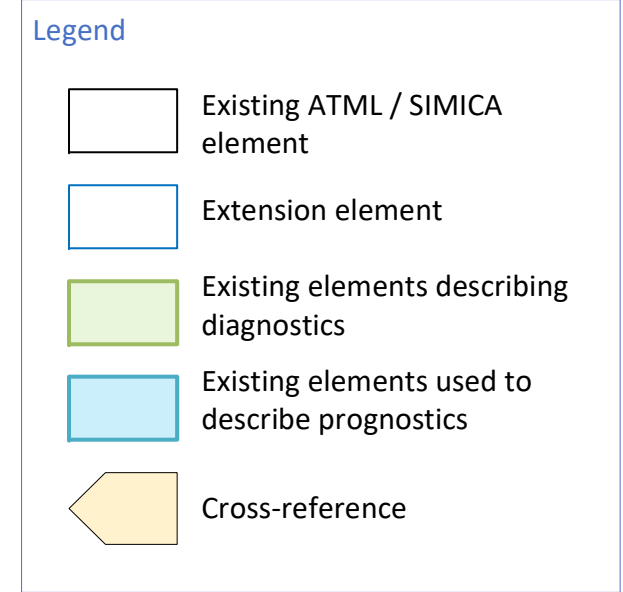 Legend
Existing ATML / SIMICA
element
Extension element
Existing elements describing
diagnostics
Existing elements used to
describe prognostics
Cross-reference